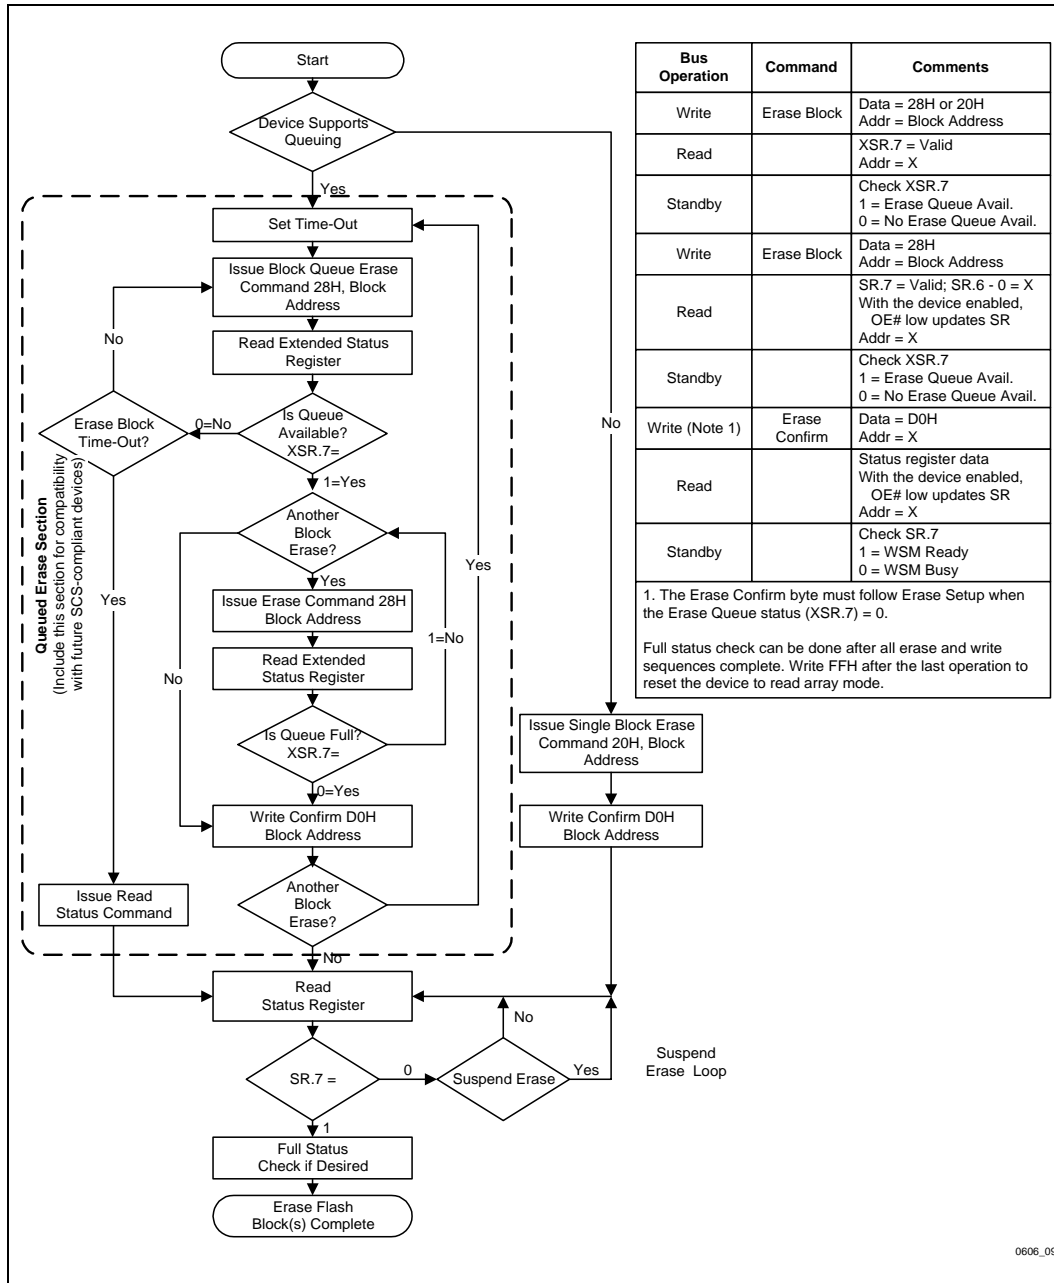 Start
Device Supports
Queuing
Yes
No
Queued Erase Section
(Include this section for compatibility
with future SCS-compliant devices)
Set Time-Out
Issue Block Queue Erase
Command 28H, Block
Address
No
Read Extended Status
Register
Erase Block
Time-Out?
0=No
Is Queue
Available?
XSR.7=
1=Yes
Another
Block
Erase?
Yes
Yes
Yes
Issue Erase Command 28H
Block Address
1=No
Read Extended
Status Register
No
Is Queue Full?
XSR.7=
0=Yes
Write Confirm D0H
Block Address
Another
Block
Erase?
Issue Read
Status Command
No
Issue Single Block Erase
Command 20H, Block
Address
Write Confirm D0H
Block Address
Read
Status Register
No
SR.7 =
0
Suspend Erase
Yes
Suspend
Erase Loop
1
Full Status
Check if Desired
Erase Flash
Block(s) Complete
Bus
Operation
Command
Comments
Write
Erase Block
Data = 28H or 20H
Addr = Block Address
Read
XSR.7 = Valid
Addr = X
Standby
Check XSR.7
1 = Erase Queue Avail.
0 = No Erase Queue Avail.
Write
Erase Block
Data = 28H
Addr = Block Address
Read
SR.7 = Valid; SR.6 - 0 = X
With the device enabled,
OE# low updates SR
Addr = X
Standby
Check XSR.7
1 = Erase Queue Avail.
0 = No Erase Queue Avail.
Write (Note 1)
Erase
Confirm
Data = D0H
Addr = X
Read
Status register data
With the device enabled,
OE# low updates SR
Addr = X
Standby
Check SR.7
1 = WSM Ready
0 = WSM Busy
1. The Erase Confirm byte must follow Erase Setup when
the Erase Queue status (XSR.7) = 0.
Full status check can be done after all erase and write
sequences complete. Write FFH after the last operation to
reset the device to read array mode.
0606_09